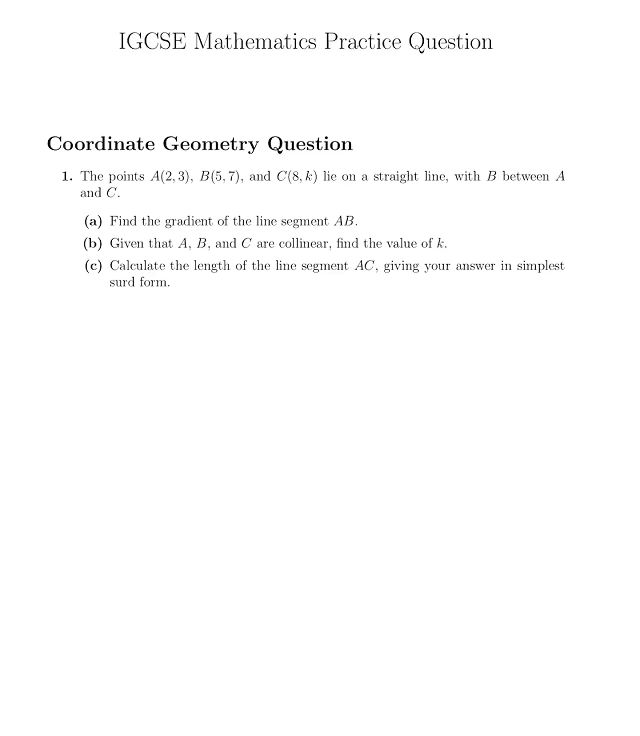 IGCSE Mathematics Practice Question
Coordinate Geometry Question
1. The points A(2, 3), B(5, 7), and C(8, k) lie on a straight line, with B between A
and C.
(a) Find the gradient of the line segment AB.
(b) Given that A, B, and C are collinear, find the value of k.
(c) Calculate the length of the line segment AC, giving your answer in simplest
surd form.